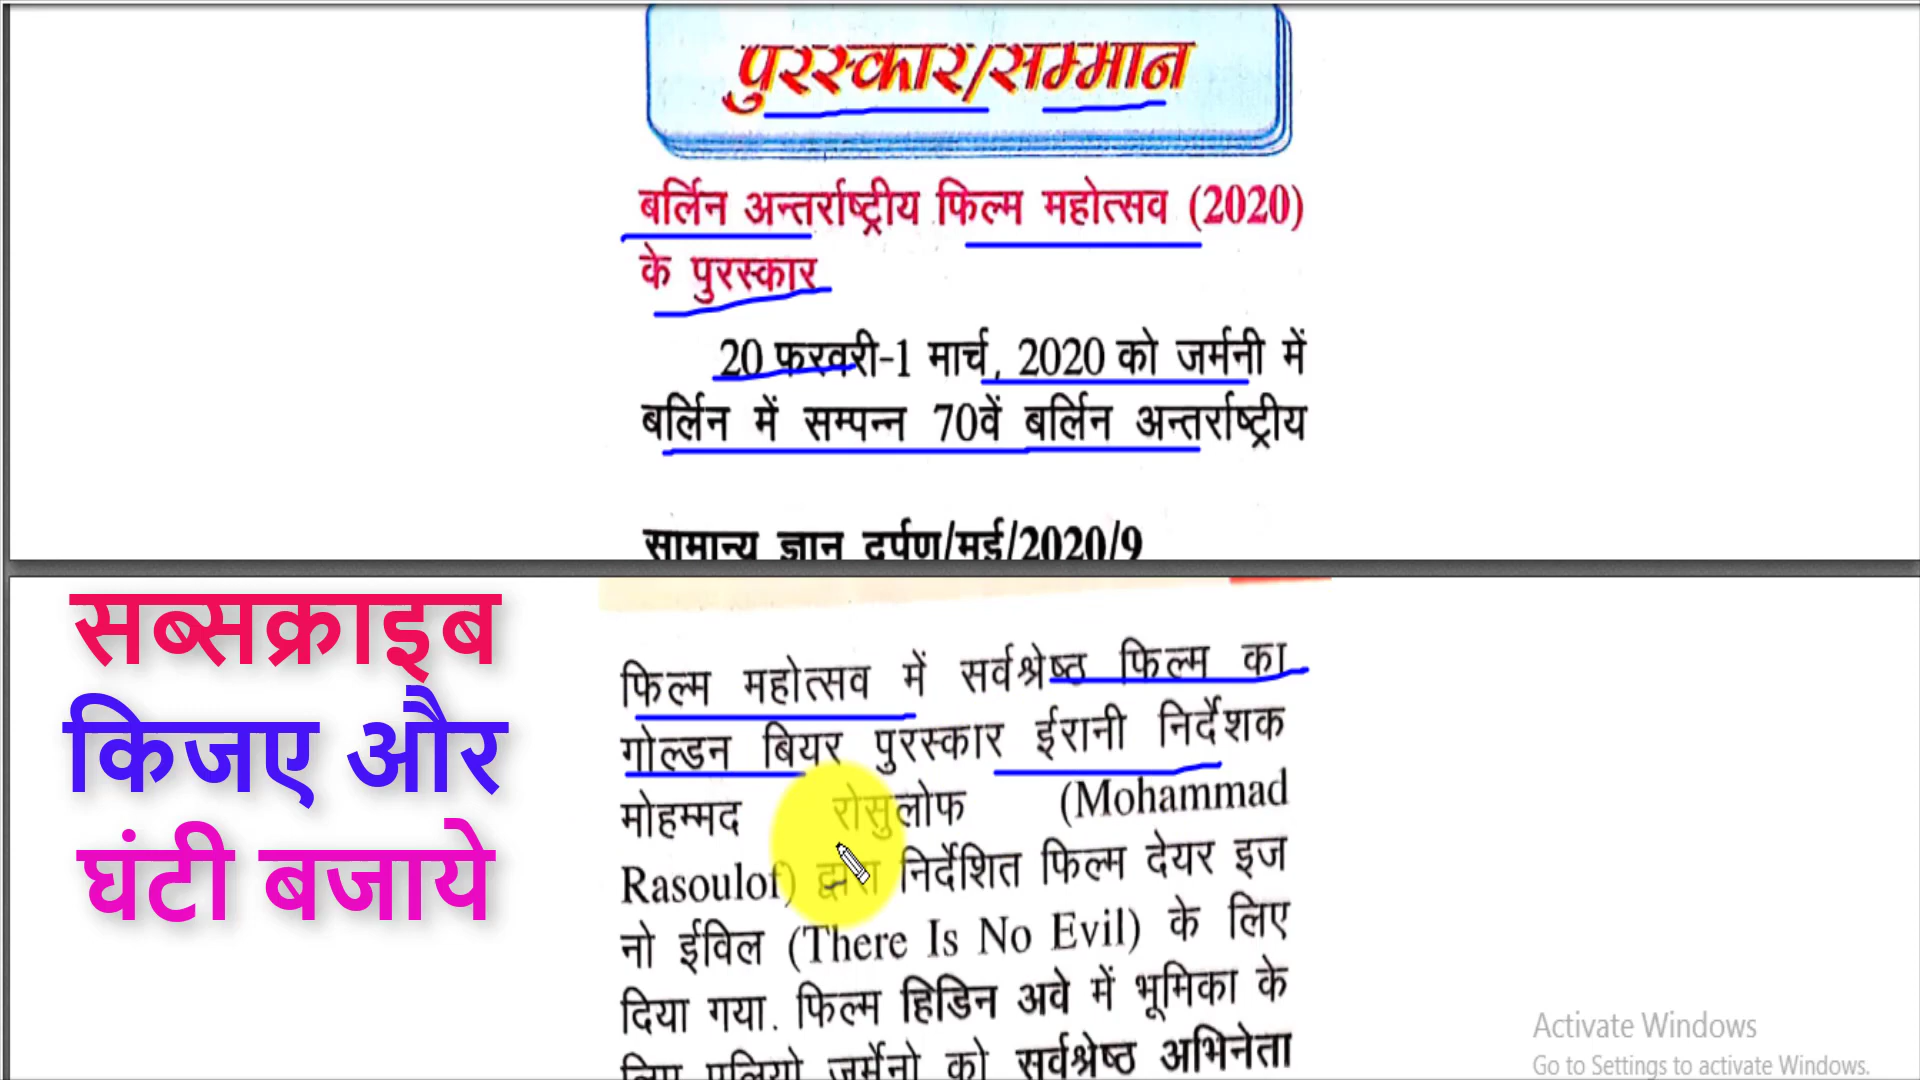 पुरस्कार/सम्मान
बर्लिन अन्तर्राष्ट्रीय फिल्म महोत्सव (2020)
के पुरस्कार
20 फरवरी-1 मार्च, 2020 को जर्मनी में
बर्लिन में सम्पन्न 70वें बर्लिन अन्तर्राष्ट्रीय
सामान्य ज्ञान दर्पण/मई/2020/9
सब्सक्राइब
किजए और
घंटी बजाये
फिल्म महोत्सव में सर्वश्रेष्ठ फिल्म का
गोल्डन बियर पुरस्कार ईरानी निर्देशक
मोहम्मद रोसुलोफ (Mohammad
Rasoulof) द्वारा निर्देशित फिल्म देयर इज
नो ईविल (There Is No Evil) के लिए
दिया गया. फिल्म हिडिन अवे में भूमिका के
लिए एलियो जर्मेनो को सर्वश्रेष्ठ अभिनेता
Activate Windows
Go to Settings to activate Windows.